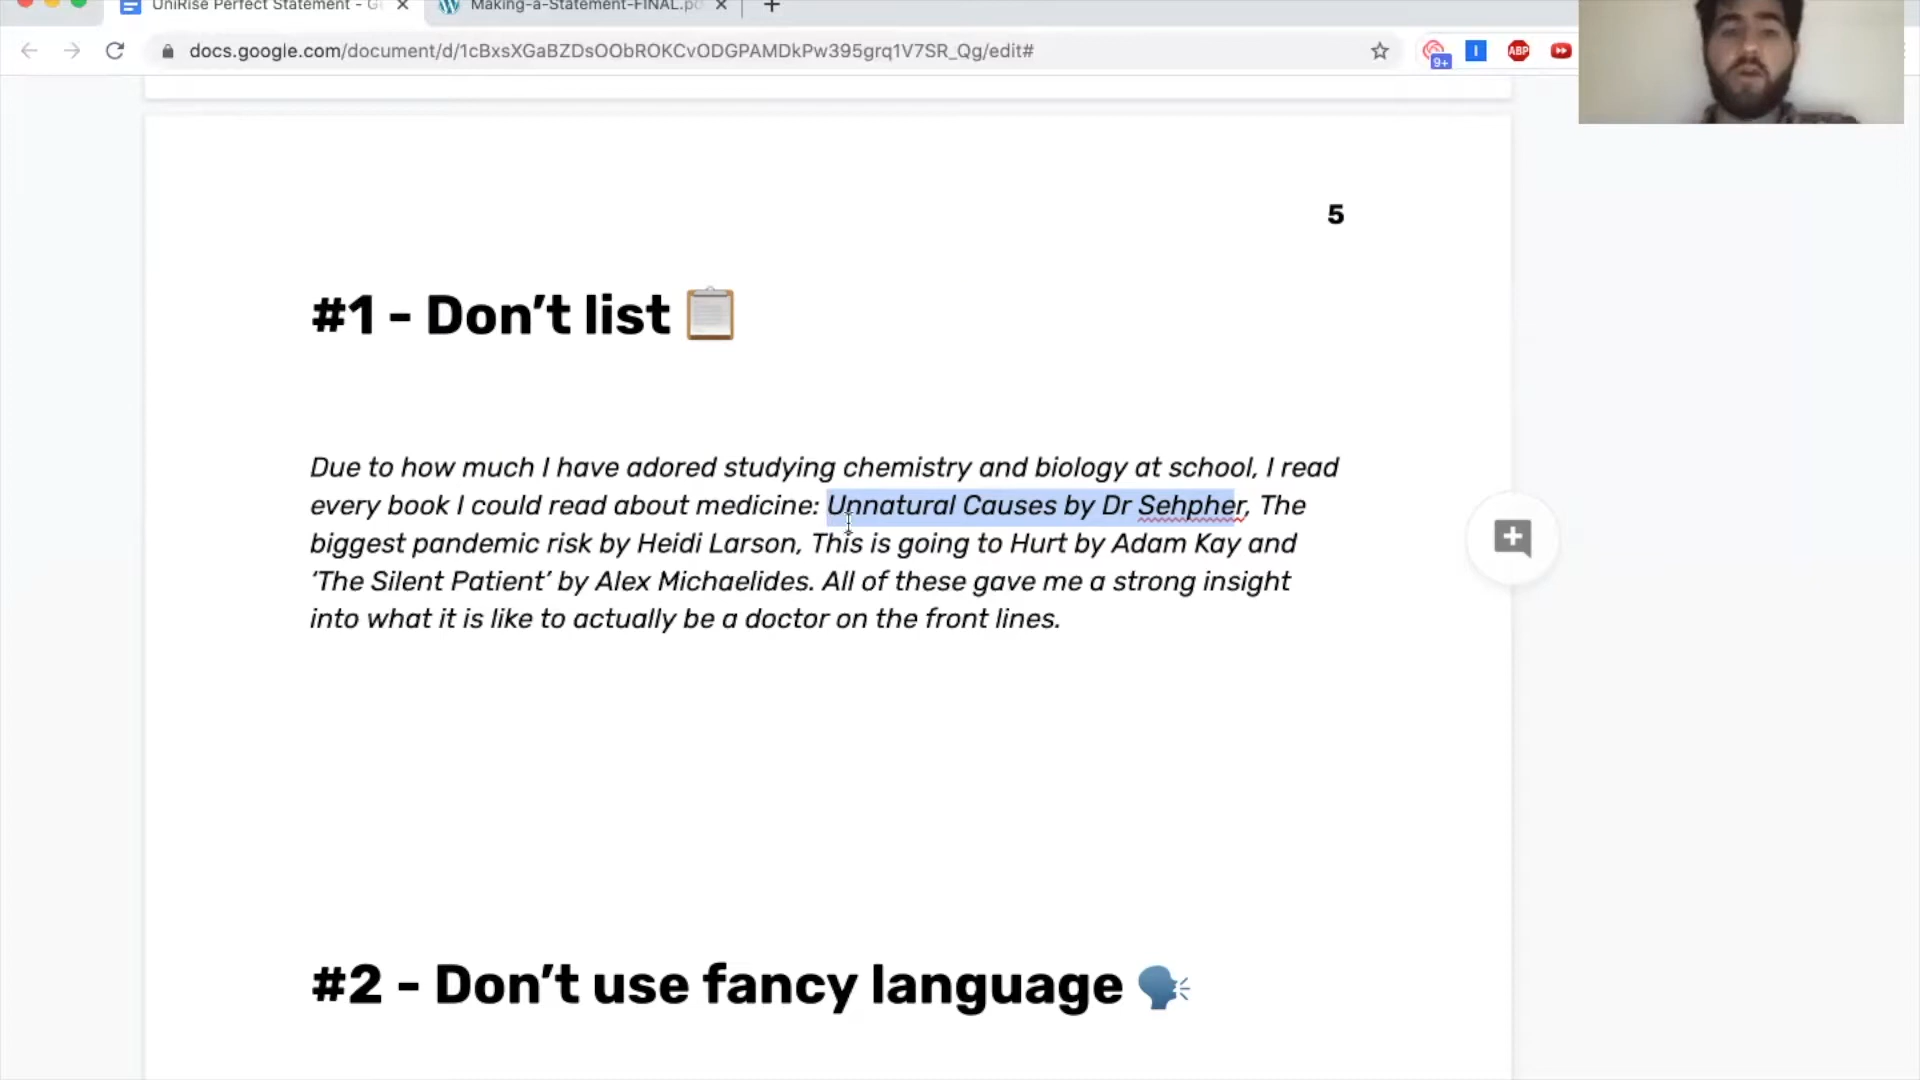 UniRise Perfect Statement - G
Making-a-Statement-FINAL.pd
docs.google.com/document/d/1cBxsXGaBZDsOObROKCvODGPAMDkPw395grq1V7SR_Qg/edit#
9+
ABP
5
#1 - Don’t list
Due to how much I have adored studying chemistry and biology at school, I read
every book I could read about medicine: Unnatural Causes by Dr Sehpher, The
biggest pandemic risk by Heidi Larson, This is going to Hurt by Adam Kay and
‘The Silent Patient’ by Alex Michaelides. All of these gave me a strong insight
into what it is like to actually be a doctor on the front lines.
#2 - Don’t use fancy language